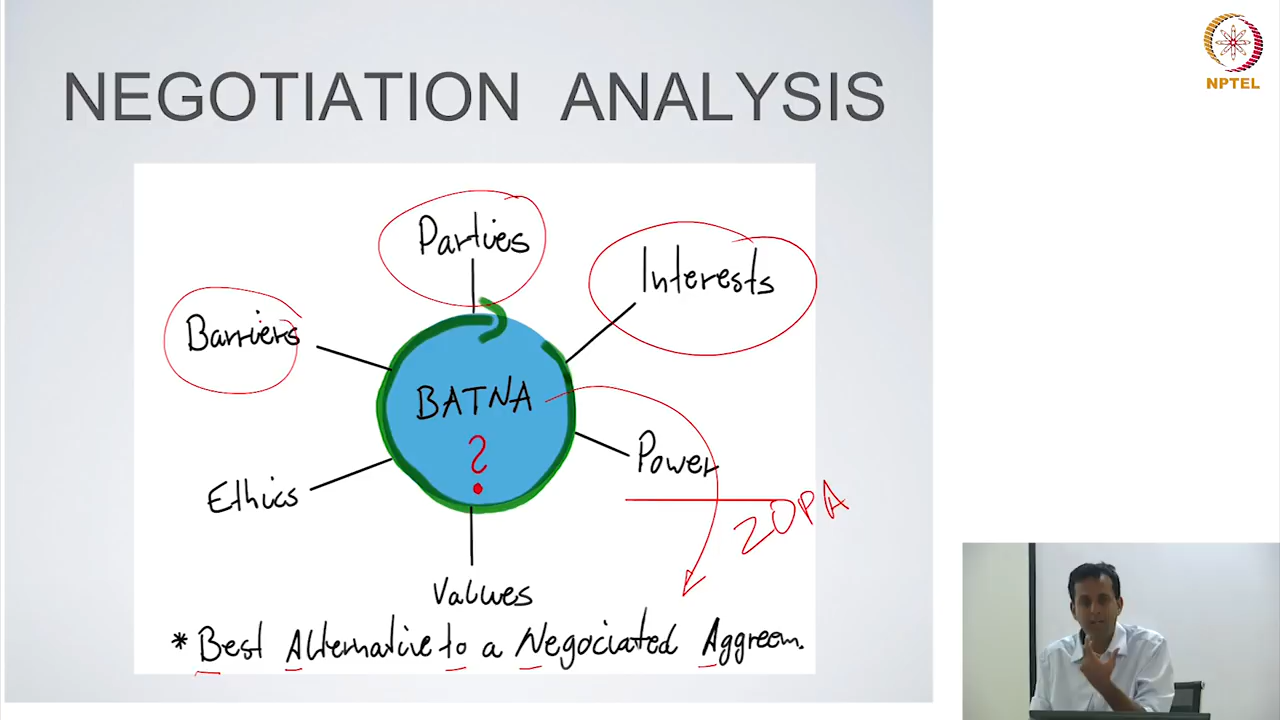 NEGOTIATION ANALYSIS
NPTEL
Parties
Interests
Barriers
BATNA
?
Power
ZOPA
Ethics
Values
* Best Alternative to a Negociated Aggreem.